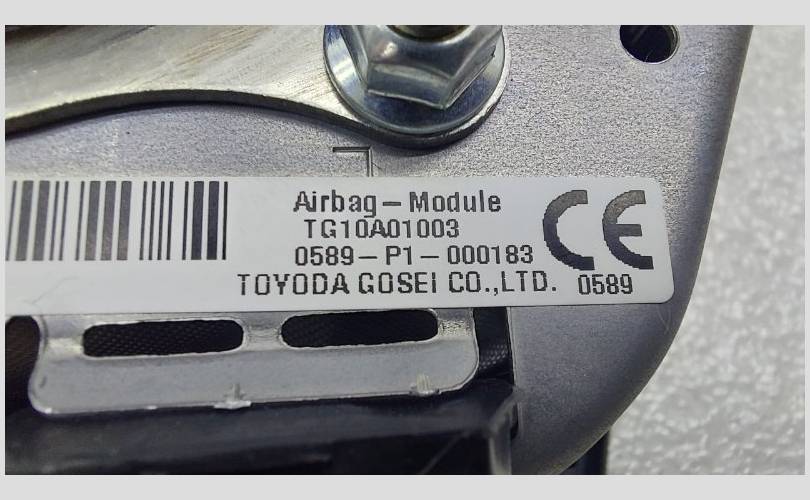 Airbag-Module
TG10A01003
0589-P1-000183
TOYODA GOSEI CO.,LTD.
CE
0589